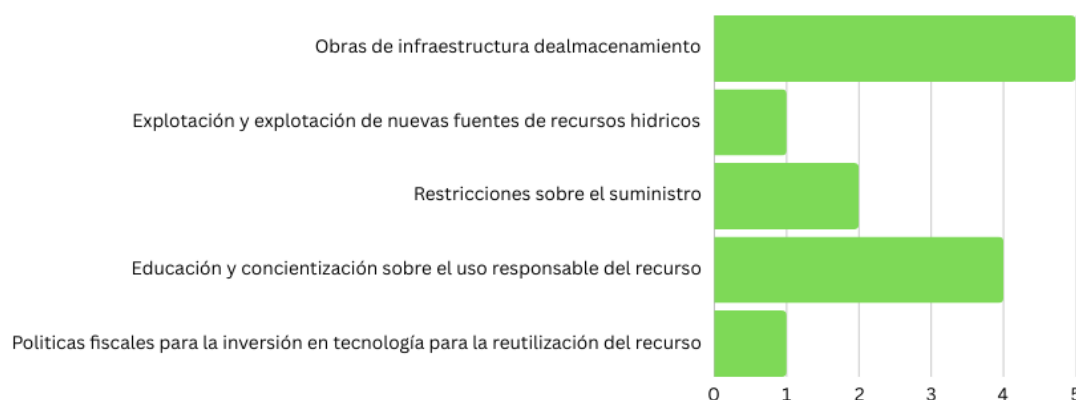 Obras de infraestructura dealmacenamiento
Explotación y explotación de nuevas fuentes de recursos hidricos
Restricciones sobre el suministro
Educación y concientización sobre el uso responsable del recurso
Politicas fiscales para la inversión en tecnología para la reutilización del recurso
0 1 2 3 4 5